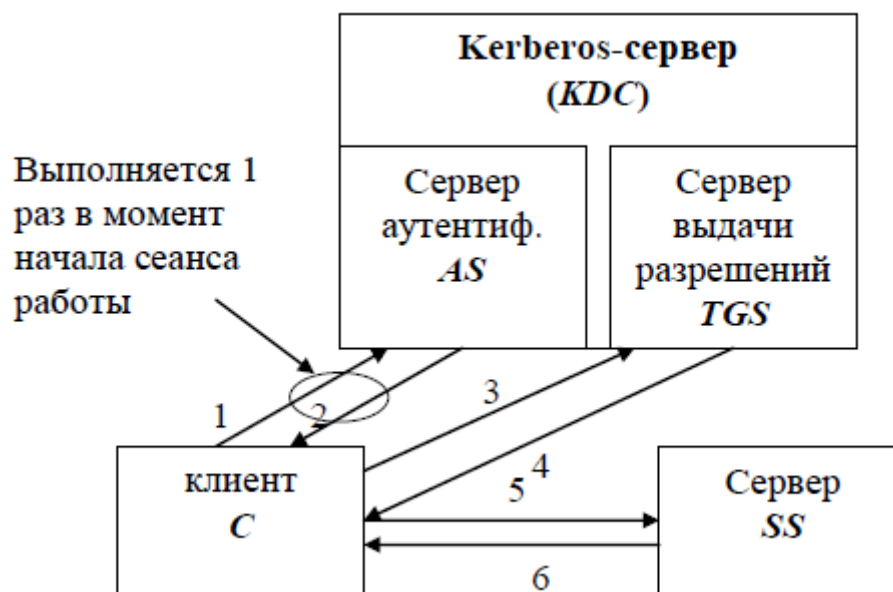 Kerberos-сервер
(KDC)
Выполняется 1
раз в момент
начала сеанса
работы
Сервер
аутентиф.
AS
Сервер
выдачи
разрешений
TGS
1
2
3
4
5
6
клиент
C
Сервер
SS